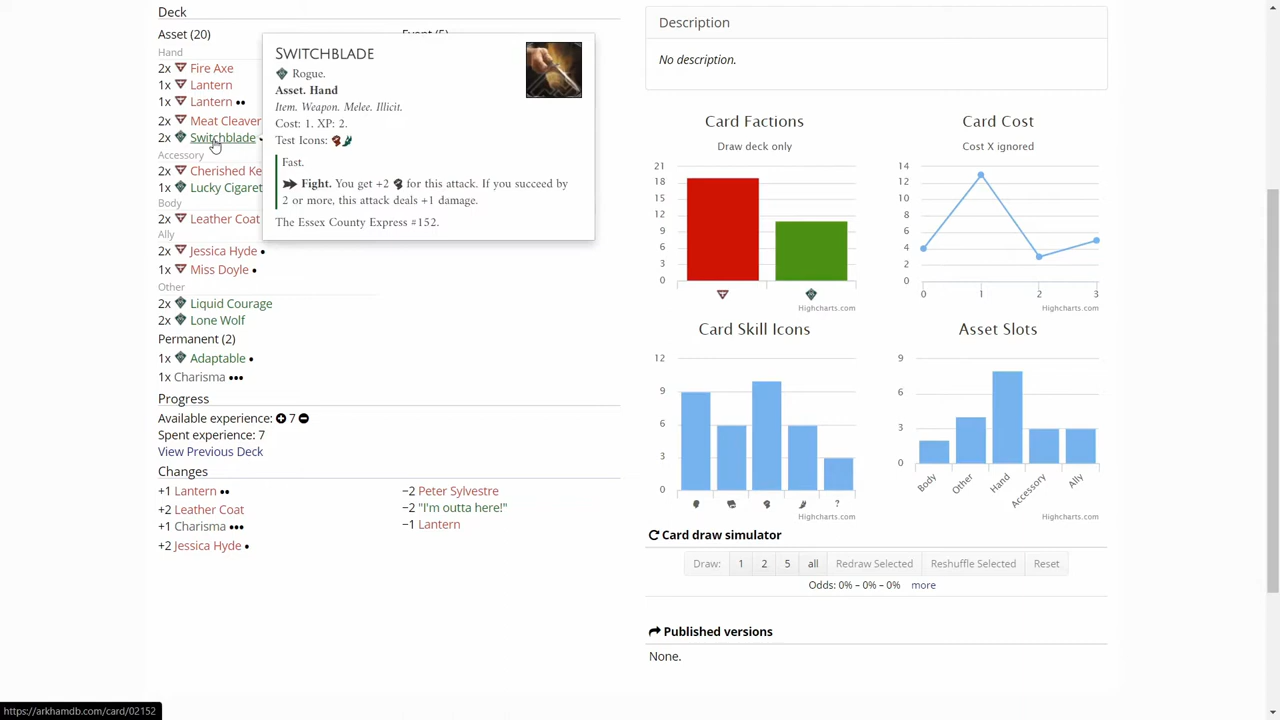 Deck
Asset (20)
Hand
2x Fire Axe
1x Lantern
1x Lantern ••
2x Meat Cleaver
2x Switchblade
Accessory
2x Cherished Ke
1x Lucky Cigaret
Body
2x Leather Coat
Ally
2x Jessica Hyde •
1x Miss Doyle •
Other
2x Liquid Courage
2x Lone Wolf
Permanent (2)
1x Adaptable •
1x Charisma •••
SWITCHBLADE
Rogue.
Asset. Hand
Item. Weapon. Melee. Illicit.
Cost: 1. XP: 2.
Test Icons:
Fast.
Fight. You get +2 for this attack. If you succeed by
2 or more, this attack deals +1 damage.
The Essex County Express #152.
Progress
Available experience: 7
Spent experience: 7
View Previous Deck
Changes
+1 Lantern ••
+2 Leather Coat
+1 Charisma •••
+2 Jessica Hyde •
−2 Peter Sylvestre
−2 "I'm outta here!"
−1 Lantern
Description
No description.
Card Factions
Draw deck only
21
18
15
12
9
6
3
0
Highcharts.com
Card Cost
Cost X ignored
14
12
10
8
6
4
2
0
0 1 2 3
Highcharts.com
Card Skill Icons
12
9
6
3
0
?
Highcharts.com
Asset Slots
9
6
3
0
Body Other Hand Accessory Ally
Highcharts.com
Card draw simulator
Draw: 1 2 5 all Redraw Selected Reshuffle Selected Reset
Odds: 0% – 0% – 0% more
Published versions
None.
https://arkhamdb.com/card/02152